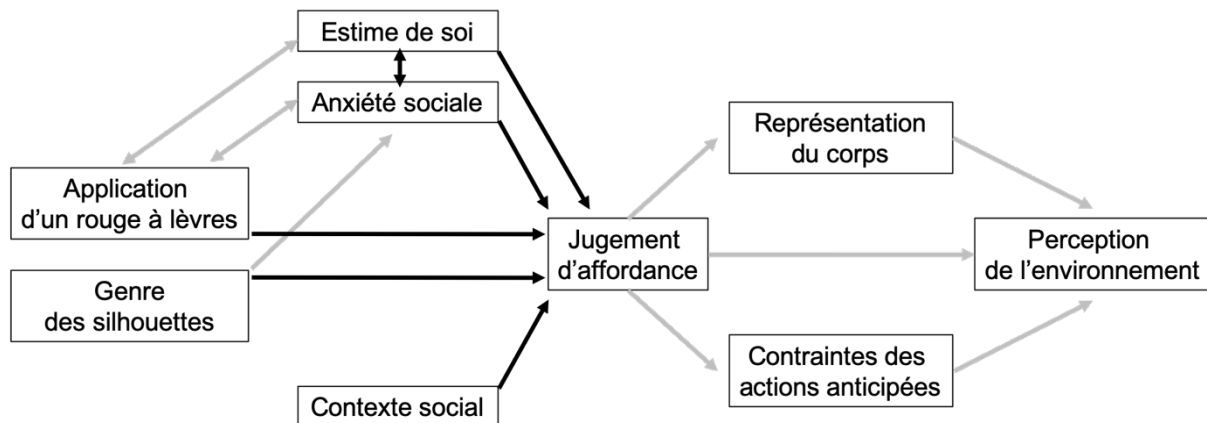 Estime de soi
Anxiété sociale
Application
d'un rouge à lèvres
Genre
des silhouettes
Contexte social
Jugement
d'affordance
Représentation
du corps
Contraintes des
actions anticipées
Perception
de l'environnement